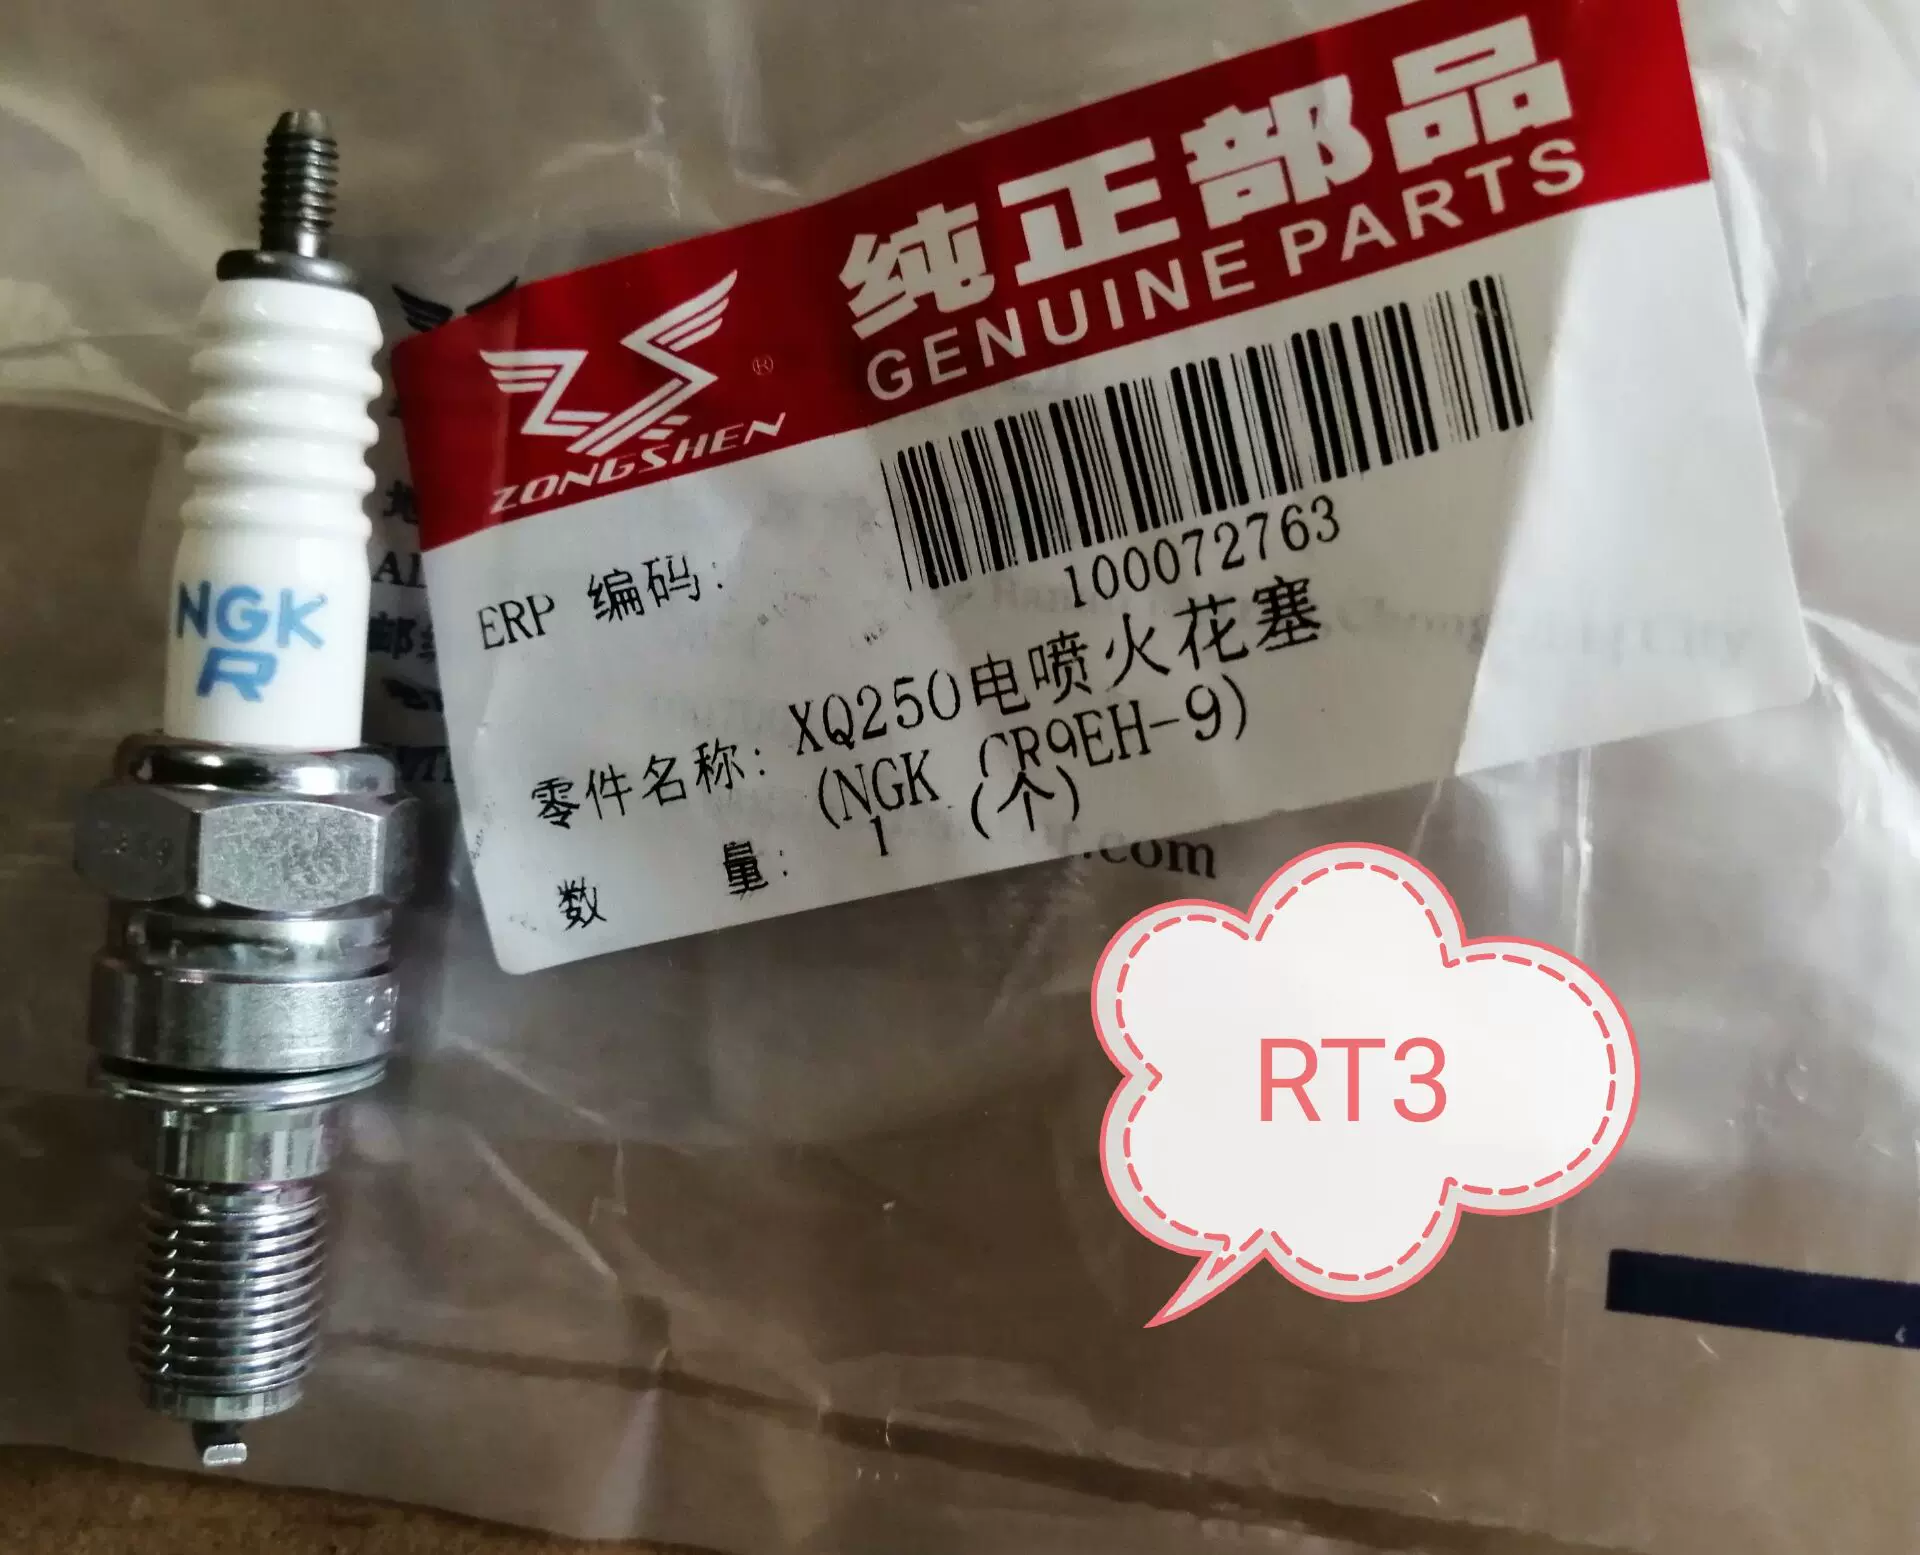 纯正部品
GENUINE PARTS
ZONGSHEN
®
ERP 编码:
100072763
零件名称: XQ250电喷火花塞
(NGK CR9EH-9)
数 量: 1 (个)
NGK
R
.com
RT3